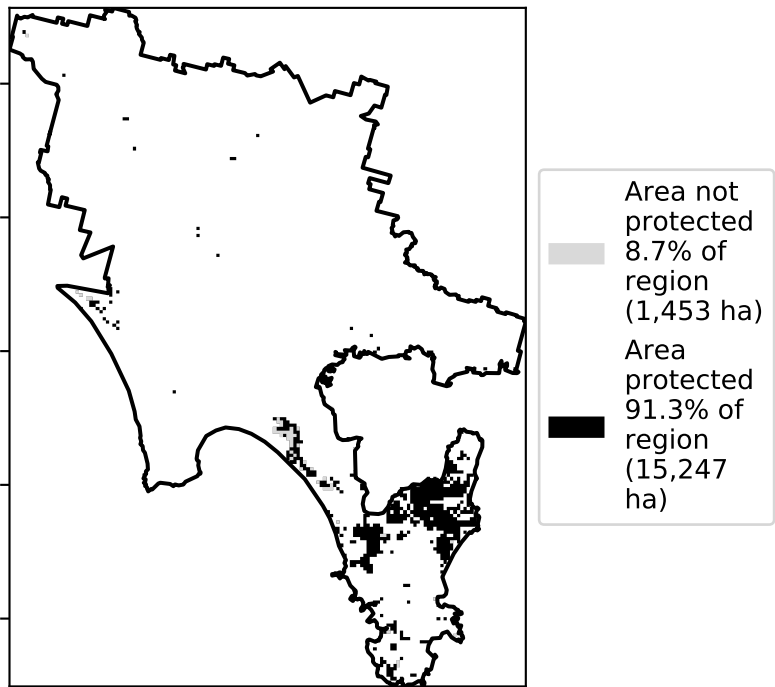 Area not
protected
8.7% of
region
(1,453 ha)
Area
protected
91.3% of
region
(15,247
ha)